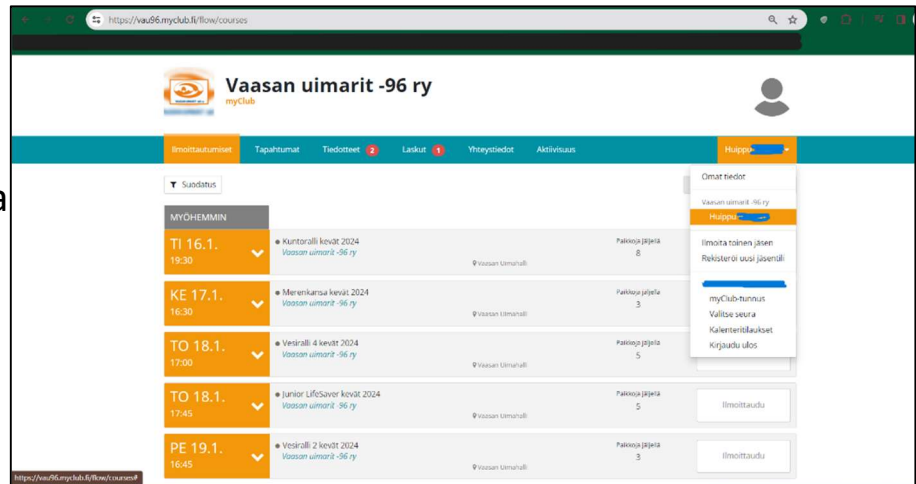 https://vau96.myclub.fi/flow/courses
Vaasan uimarit -96 ry
myClub
Ilmoittautumiset Tapahtumat Tiedotteet 2 Laskut 1 Yhteystiedot Aktiivisuus Huippu
Suodatus
Omat tiedot
Vaasan uimarit -96 ry
Huippu
Ilmoita toinen jäsen
Rekisteröi uusi jäsentili
myClub-tunnus
Valitse seura
Kalenteritilaukset
Kirjaudu ulos
MYÖHEMMIN
TI 16.1.
19:30
Kuntoralli kevät 2024
Vaasan uimarit -96 ry
Vaasan Uimahalli
Paikkoja jäljellä
8
KE 17.1.
16:30
Merenkansa kevät 2024
Vaasan uimarit -96 ry
Vaasan Uimahalli
Paikkoja jäljellä
3
TO 18.1.
17:00
Vesiralli 4 kevät 2024
Vaasan uimarit -96 ry
Vaasan Uimahalli
Paikkoja jäljellä
5
TO 18.1.
17:45
Junior LifeSaver kevät 2024
Vaasan uimarit -96 ry
Vaasan Uimahalli
Paikkoja jäljellä
5
Ilmoittaudu
PE 19.1.
16:45
Vesiralli 2 kevät 2024
Vaasan uimarit -96 ry
Vaasan Uimahalli
Paikkoja jäljellä
3
Ilmoittaudu
https://vau96.myclub.fi/flow/courses#